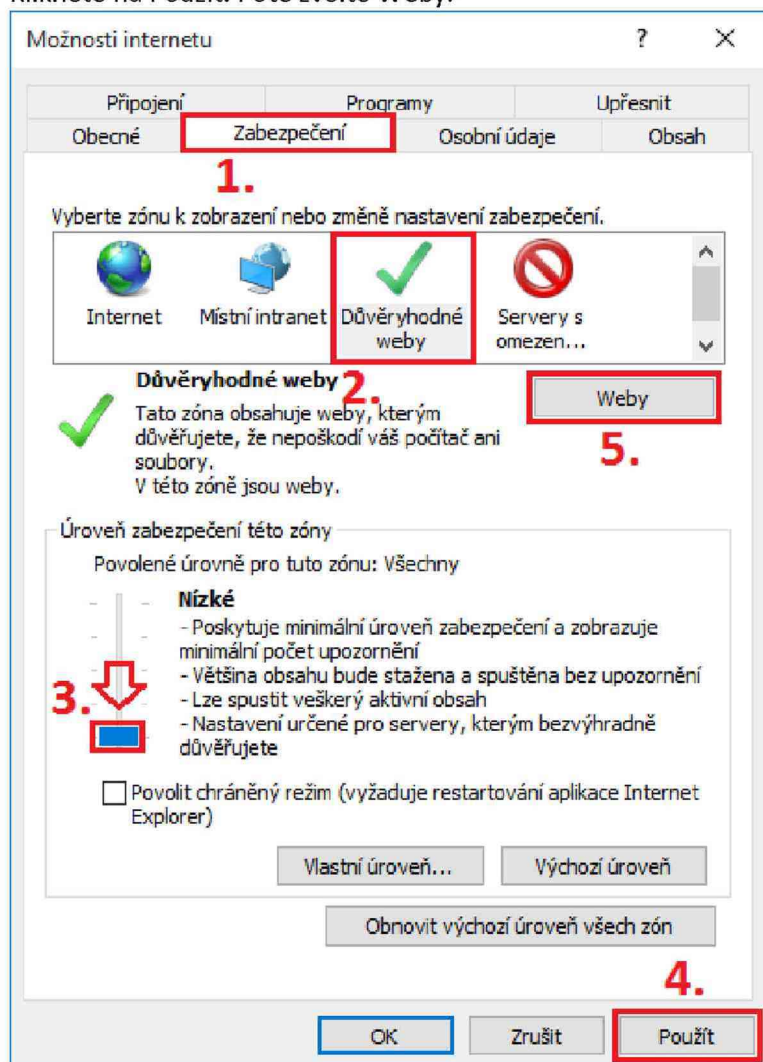 Klikněte na Použít. Poté zvolte Weby.
Možnosti internetu ? ×
Připojení Programy Upřesnit
Obecné Zabezpečení Osobní údaje Obsah
1.
Vyberte zónu k zobrazení nebo změně nastavení zabezpečení.
Internet Místní intranet Důvěryhodné Servery s
weby omezen...
Důvěryhodné weby
2.
Weby
Tato zóna obsahuje weby, kterým
důvěřujete, že nepoškodí váš počítač ani
soubory.
5.
V této zóně jsou weby.
Úroveň zabezpečení této zóny
Povolené úrovně pro tuto zónu: Všechny
Nízké
- Poskytuje minimální úroveň zabezpečení a zobrazuje
minimální počet upozornění
- Většina obsahu bude stažena a spuštěna bez upozornění
3.
- Lze spustit veškerý aktivní obsah
- Nastavení určené pro servery, kterým bezvýhradně
důvěřujete
Povolit chráněný režim (vyžaduje restartování aplikace Internet
Explorer)
Vlastní úroveň... Výchozí úroveň
Obnovit výchozí úroveň všech zón
4.
OK Zrušit Použít